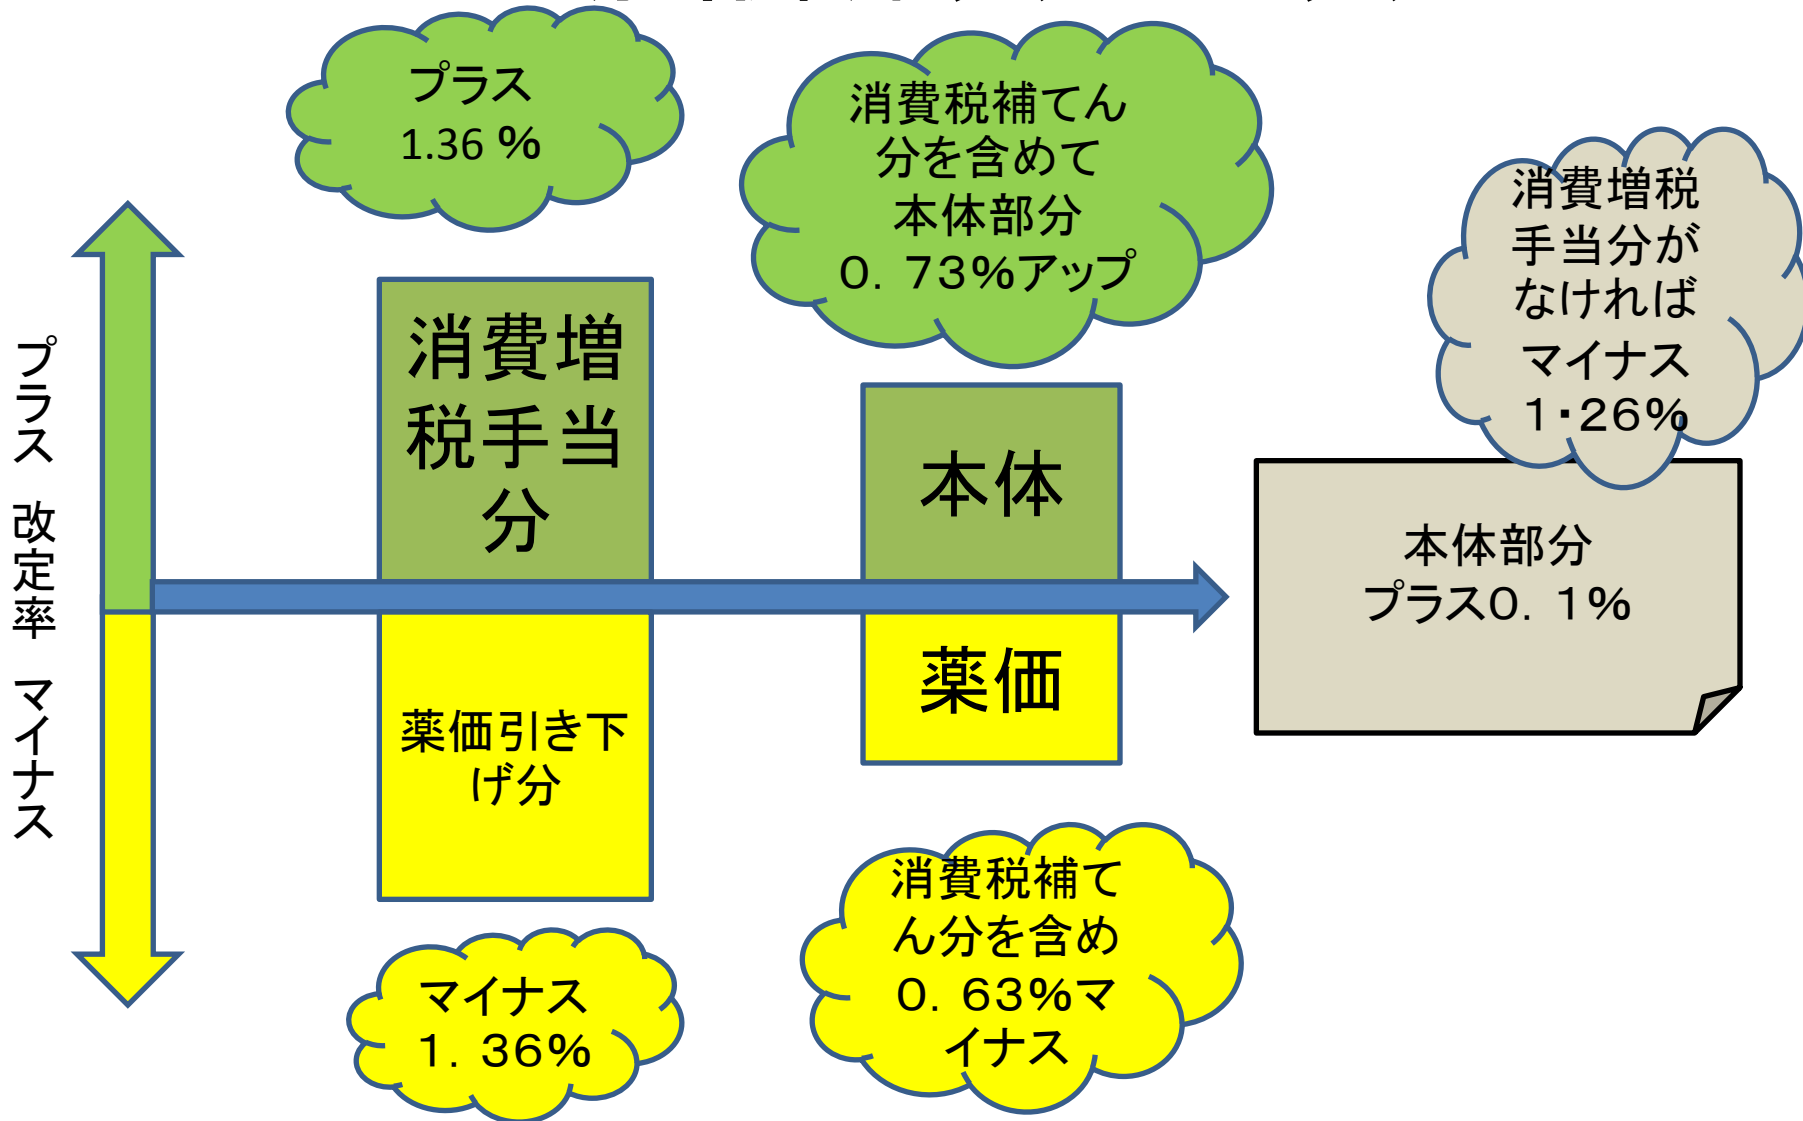 プラス
1.36 %
消費税補てん
分を含めて
本体部分
0．73%アップ
消費増税
手当分が
なければ
マイナス
1・26%
プラス 改定率 マイナス
消費増
税手当
分
本体
本体部分
プラス0．1%
薬価引き下
げ分
薬価
マイナス
1．36%
消費税補て
ん分を含め
0．63%マ
イナス